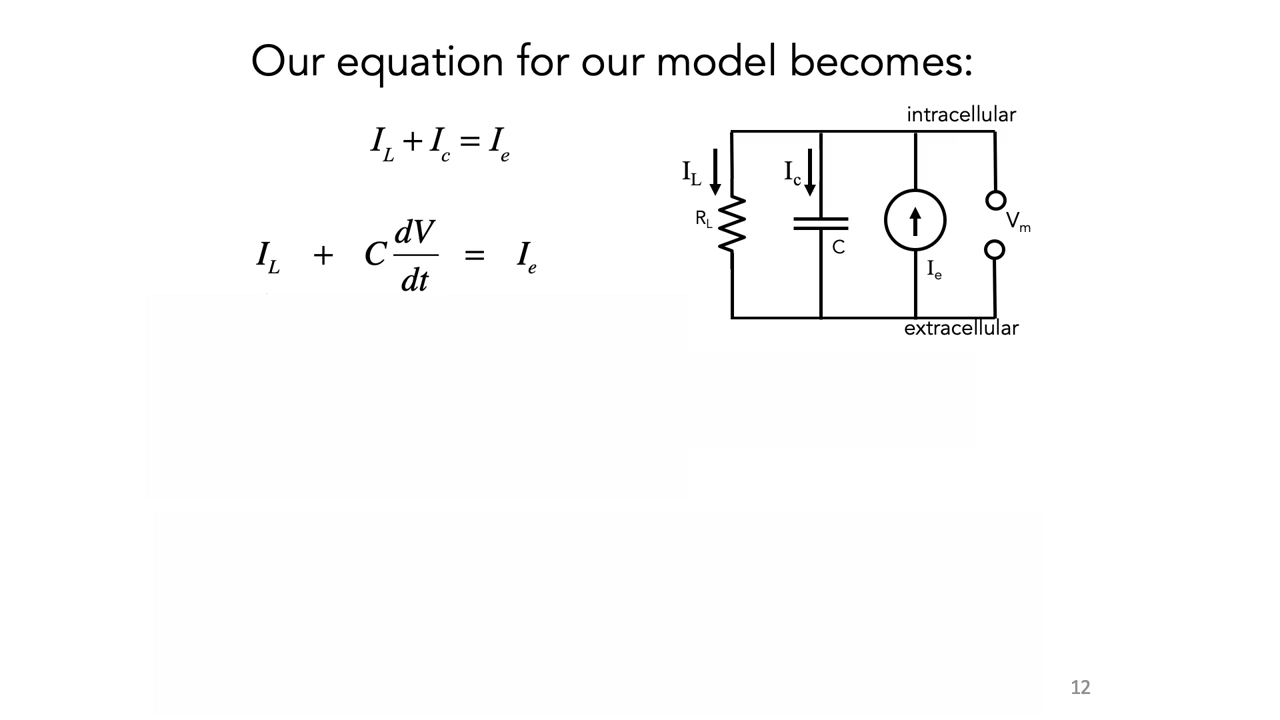 Our equation for our model becomes:
I_L + I_c = I_e
I_L + C dV/dt = I_e
intracellular
I_L
I_c
R_L
C
I_e
V_m
extracellular
12